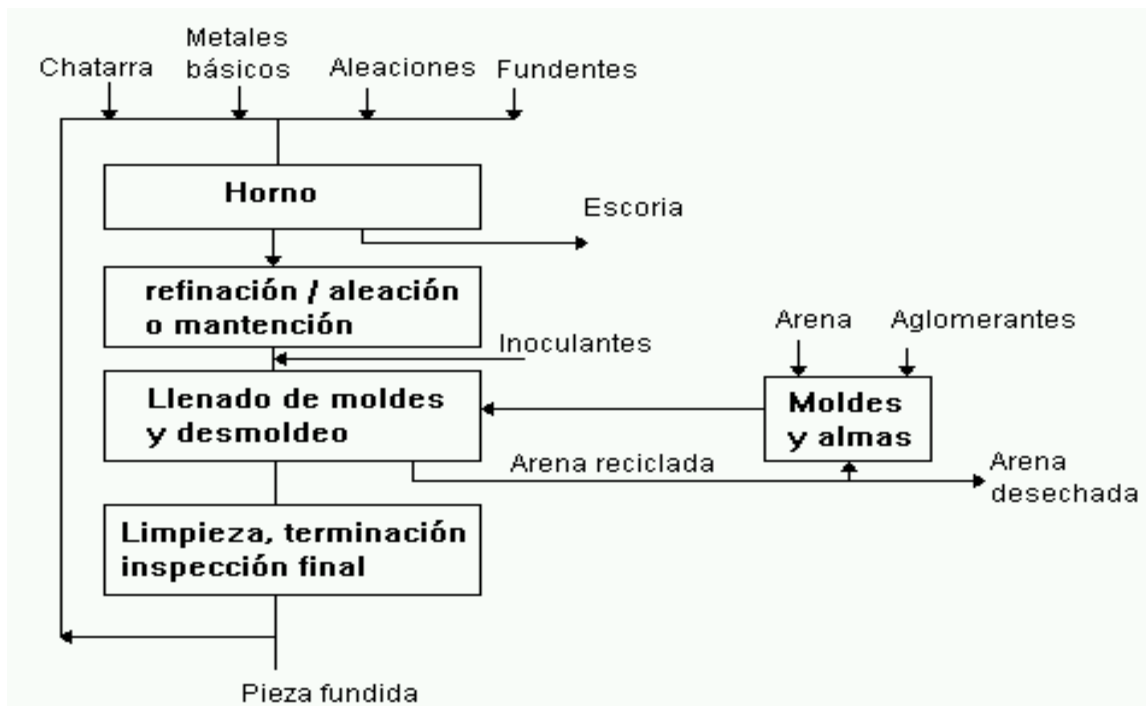 Metales
básicos
Chatarra
Aleaciones
Fundentes
Horno
Escoria
refinación / aleación
o mantención
Inoculantes
Arena
Aglomerantes
Llenado de moldes
y desmoldeo
Moldes
y almas
Arena reciclada
Arena
desechada
Limpieza, terminación
inspección final
Pieza fundida